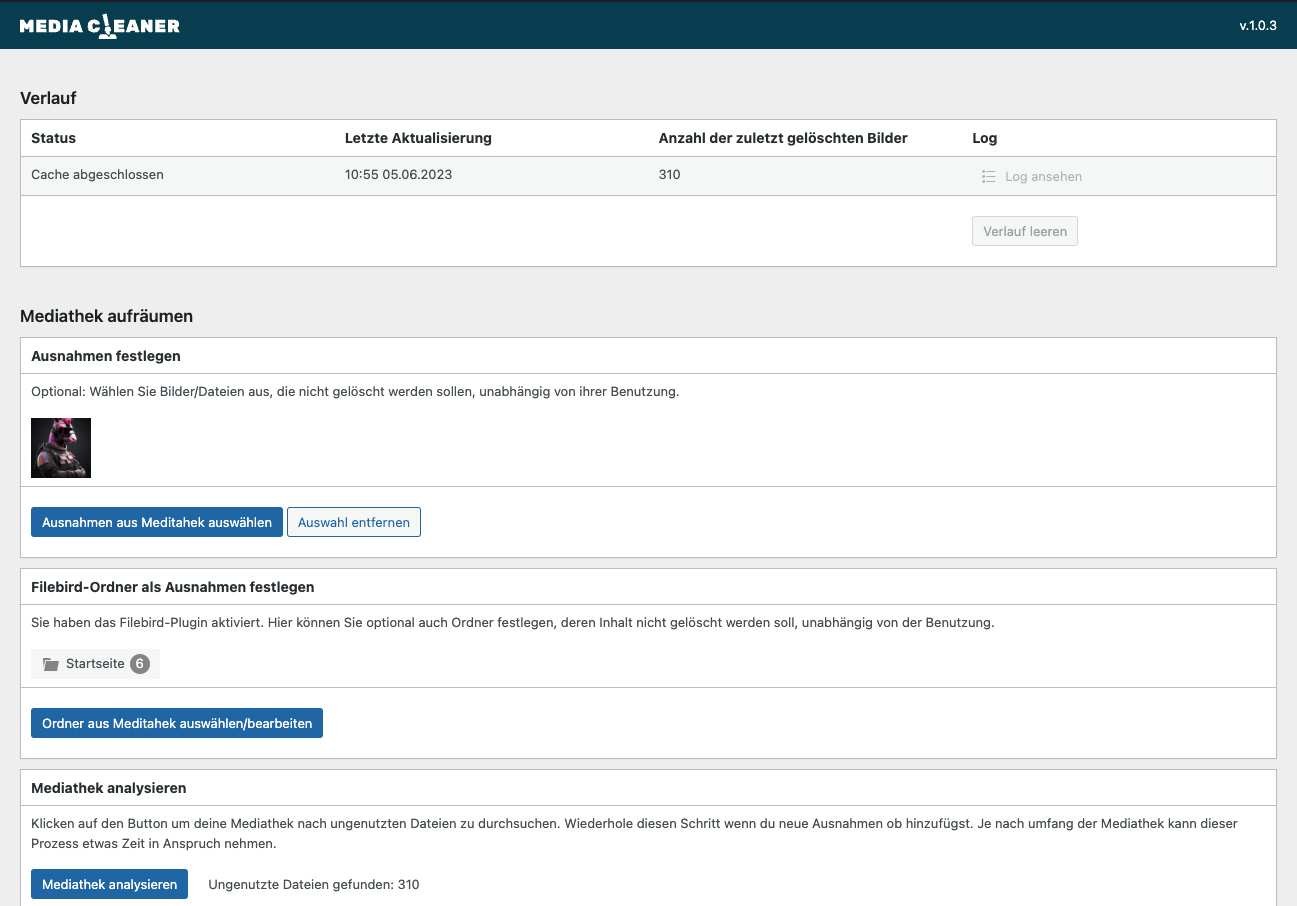 MEDIA CLEANER
v.1.0.3
Verlauf
Status Letzte Aktualisierung Anzahl der zuletzt gelöschten Bilder Log
Cache abgeschlossen 10:55 05.06.2023 310 Log ansehen
Verlauf leeren
Mediathek aufräumen
Ausnahmen festlegen
Optional: Wählen Sie Bilder/Dateien aus, die nicht gelöscht werden sollen, unabhängig von ihrer Benutzung.
Ausnahmen aus Meditahek auswählen Auswahl entfernen
Filebird-Ordner als Ausnahmen festlegen
Sie haben das Filebird-Plugin aktiviert. Hier können Sie optional auch Ordner festlegen, deren Inhalt nicht gelöscht werden soll, unabhängig von der Benutzung.
Startseite 6
Ordner aus Meditahek auswählen/bearbeiten
Mediathek analysieren
Klicken auf den Button um deine Mediathek nach ungenutzten Dateien zu durchsuchen. Wiederhole diesen Schritt wenn du neue Ausnahmen ob hinzufügst. Je nach umfang der Mediathek kann dieser
Prozess etwas Zeit in Anspruch nehmen.
Mediathek analysieren Ungenutzte Dateien gefunden: 310